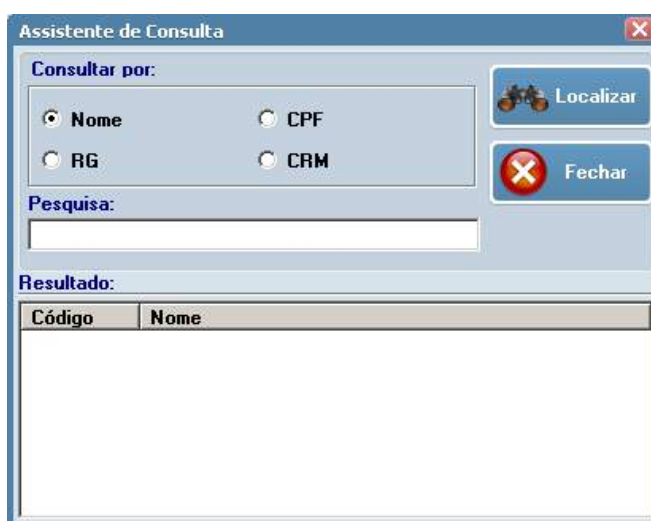 Assistente de Consulta
Consultar por:
Nome CPF
RG CRM
Localizar
Fechar
Pesquisa:
Resultado:
Código Nome